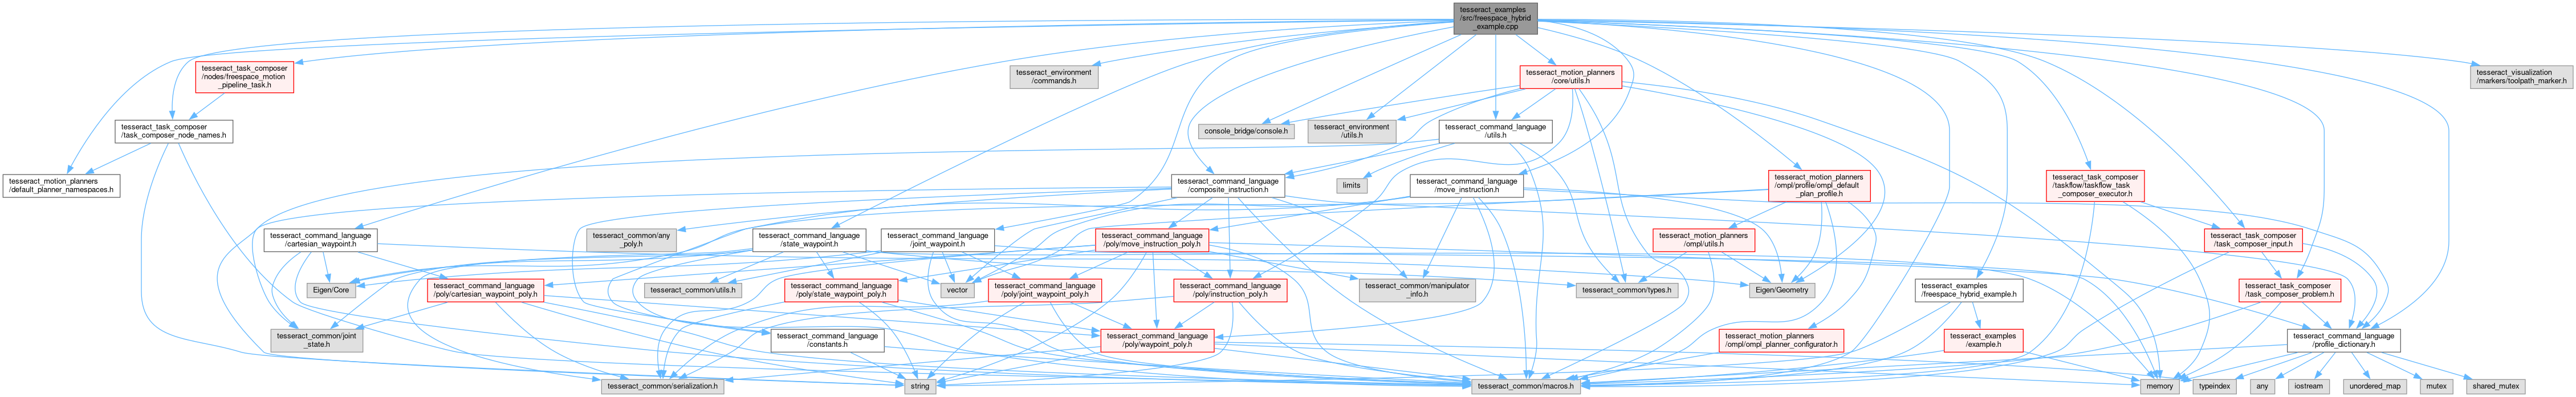 tesseract_examples
/src/freespace_hybrid
_example.cpp
tesseract_task_composer
/nodes/freespace_motion
_pipeline_task.h
tesseract_environment
/commands.h
tesseract_motion_planners
/core/utils.h
tesseract_visualization
/markers/toolpath_marker.h
tesseract_task_composer
/task_composer_node_names.h
console_bridge/console.h
tesseract_environment
/utils.h
tesseract_command_language
/utils.h
tesseract_motion_planners
/default_planner_namespaces.h
tesseract_command_language
/composite_instruction.h
limits
tesseract_command_language
/move_instruction.h
tesseract_motion_planners
/ompl/profile/ompl_default
_plan_profile.h
tesseract_task_composer
/taskflow/taskflow_task
_composer_executor.h
tesseract_command_language
/cartesian_waypoint.h
tesseract_common/any
_poly.h
tesseract_command_language
/state_waypoint.h
tesseract_command_language
/joint_waypoint.h
tesseract_command_language
/poly/move_instruction_poly.h
tesseract_motion_planners
/ompl/utils.h
tesseract_task_composer
/task_composer_input.h
Eigen/Core
tesseract_command_language
/poly/cartesian_waypoint_poly.h
tesseract_common/utils.h
tesseract_command_language
/poly/state_waypoint_poly.h
vector
tesseract_command_language
/poly/joint_waypoint_poly.h
tesseract_command_language
/poly/instruction_poly.h
tesseract_common/manipulator
_info.h
tesseract_common/types.h
Eigen/Geometry
tesseract_examples
/freespace_hybrid_example.h
tesseract_task_composer
/task_composer_problem.h
tesseract_common/joint
_state.h
tesseract_command_language
/constants.h
tesseract_command_language
/poly/waypoint_poly.h
tesseract_motion_planners
/ompl/ompl_planner_configurator.h
tesseract_examples
/example.h
tesseract_command_language
/profile_dictionary.h
tesseract_common/serialization.h
string
tesseract_common/macros.h
memory
typeindex
any
iostream
unordered_map
mutex
shared_mutex